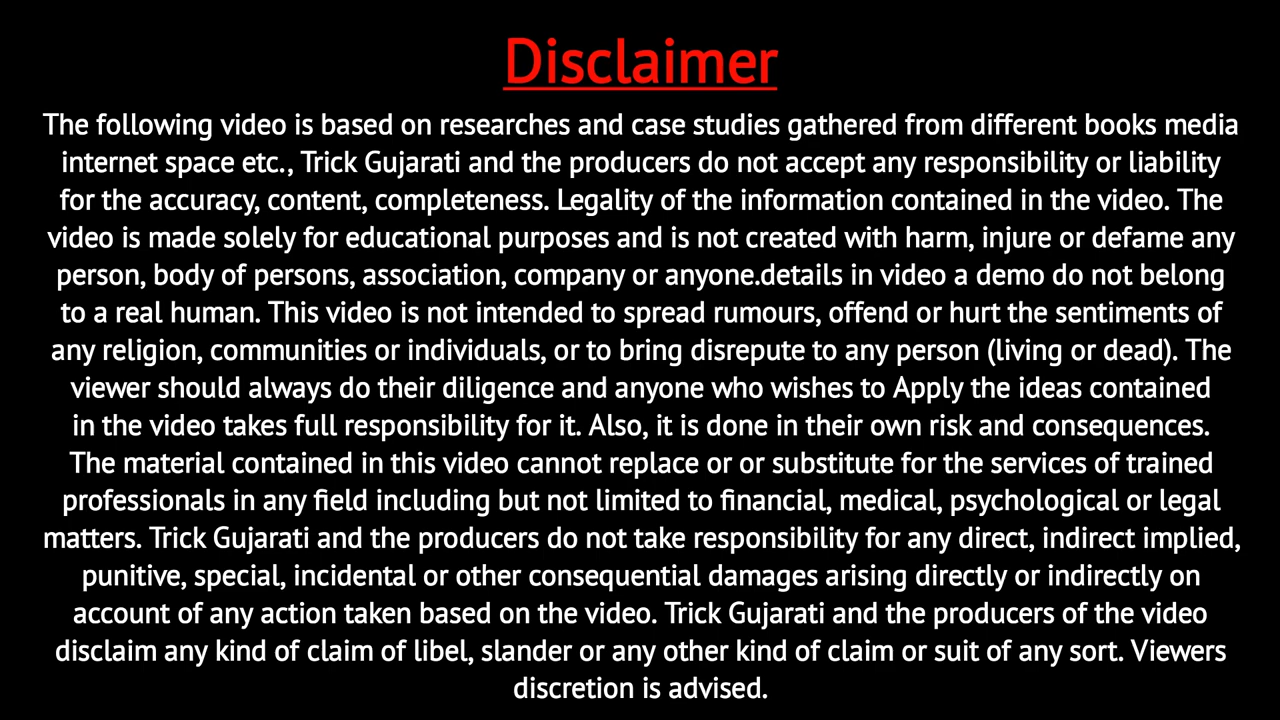 Disclaimer
The following video is based on researches and case studies gathered from different books media
internet space etc., Trick Gujarati and the producers do not accept any responsibility or liability
for the accuracy, content, completeness. Legality of the information contained in the video. The
video is made solely for educational purposes and is not created with harm, injure or defame any
person, body of persons, association, company or anyone.details in video a demo do not belong
to a real human. This video is not intended to spread rumours, offend or hurt the sentiments of
any religion, communities or individuals, or to bring disrepute to any person (living or dead). The
viewer should always do their diligence and anyone who wishes to Apply the ideas contained
in the video takes full responsibility for it. Also, it is done in their own risk and consequences.
The material contained in this video cannot replace or or substitute for the services of trained
professionals in any field including but not limited to financial, medical, psychological or legal
matters. Trick Gujarati and the producers do not take responsibility for any direct, indirect implied,
punitive, special, incidental or other consequential damages arising directly or indirectly on
account of any action taken based on the video. Trick Gujarati and the producers of the video
disclaim any kind of claim of libel, slander or any other kind of claim or suit of any sort. Viewers
discretion is advised.